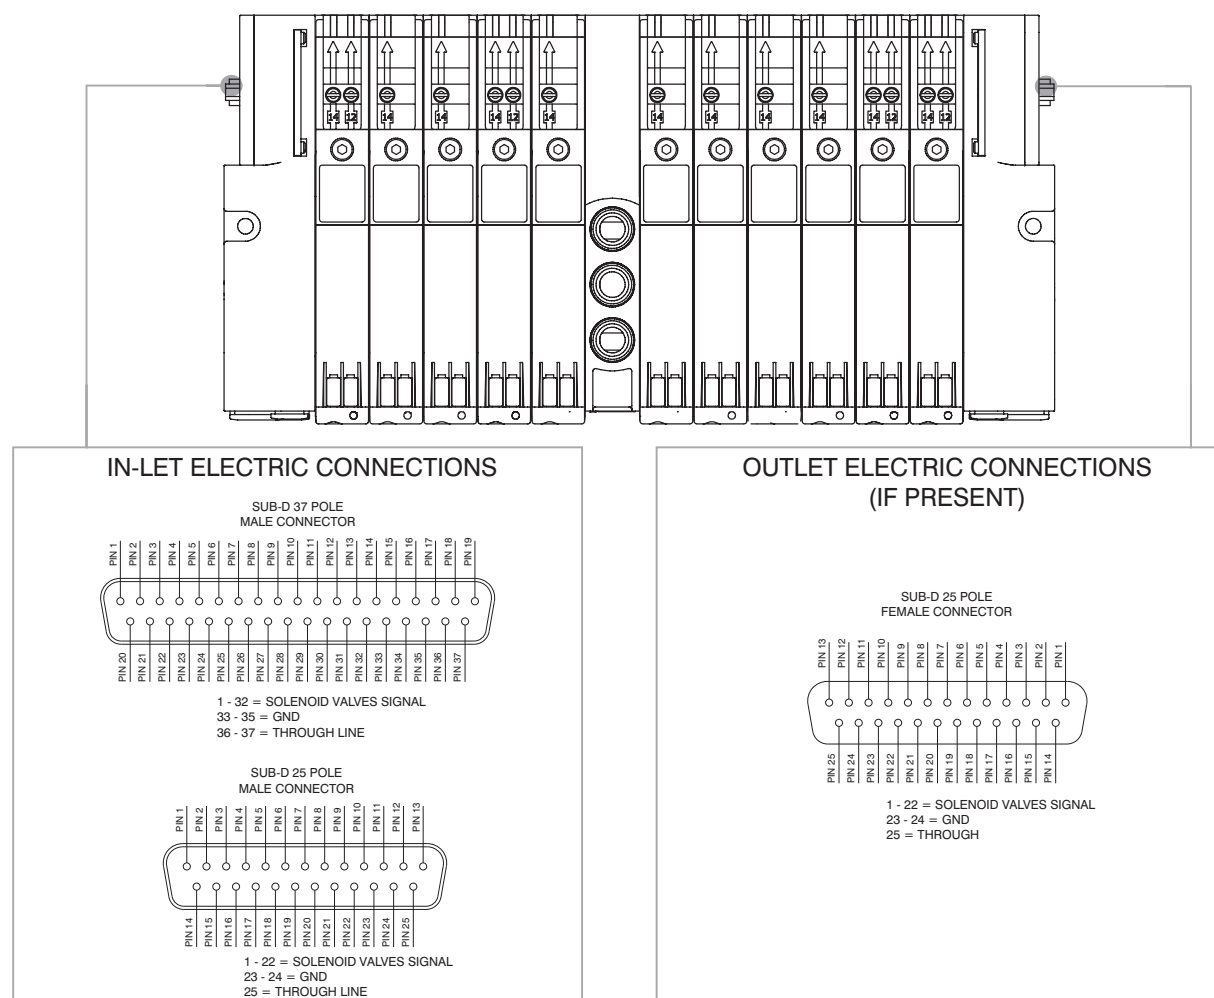 14 12 14 14 14 12 14 14 14 14 14 14 12 14 12
IN-LET ELECTRIC CONNECTIONS
SUB-D 37 POLE
MALE CONNECTOR
PIN 1 PIN 2 PIN 3 PIN 4 PIN 5 PIN 6 PIN 7 PIN 8 PIN 9 PIN 10 PIN 11 PIN 12 PIN 13 PIN 14 PIN 15 PIN 16 PIN 17 PIN 18 PIN 19
PIN 20 PIN 21 PIN 22 PIN 23 PIN 24 PIN 25 PIN 26 PIN 27 PIN 28 PIN 29 PIN 30 PIN 31 PIN 32 PIN 33 PIN 34 PIN 35 PIN 36 PIN 37
1 - 32 = SOLENOID VALVES SIGNAL
33 - 35 = GND
36 - 37 = THROUGH LINE
SUB-D 25 POLE
MALE CONNECTOR
PIN 1 PIN 2 PIN 3 PIN 4 PIN 5 PIN 6 PIN 7 PIN 8 PIN 9 PIN 10 PIN 11 PIN 12 PIN 13
PIN 14 PIN 15 PIN 16 PIN 17 PIN 18 PIN 19 PIN 20 PIN 21 PIN 22 PIN 23 PIN 24 PIN 25
1 - 22 = SOLENOID VALVES SIGNAL
23 - 24 = GND
25 = THROUGH LINE
OUTLET ELECTRIC CONNECTIONS
(IF PRESENT)
SUB-D 25 POLE
FEMALE CONNECTOR
PIN 13 PIN 12 PIN 11 PIN 10 PIN 9 PIN 8 PIN 7 PIN 6 PIN 5 PIN 4 PIN 3 PIN 2 PIN 1
PIN 25 PIN 24 PIN 23 PIN 22 PIN 21 PIN 20 PIN 19 PIN 18 PIN 17 PIN 16 PIN 15 PIN 14
1 - 22 = SOLENOID VALVES SIGNAL
23 - 24 = GND
25 = THROUGH